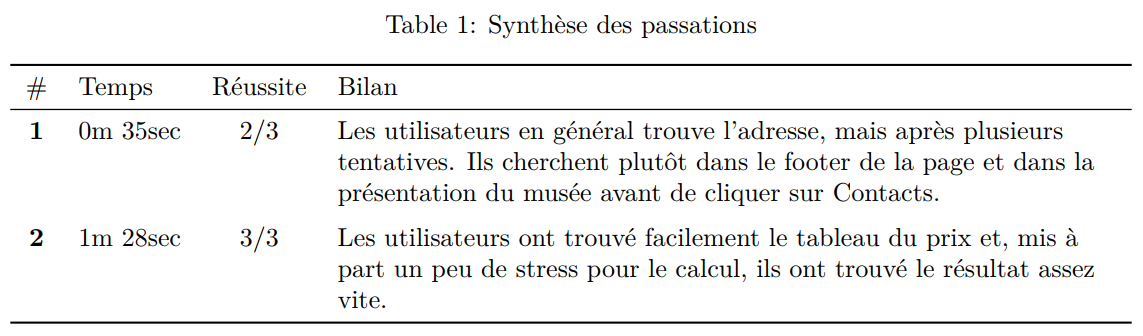 Table 1: Synthèse des passations
# Temps Réussite Bilan
1 0m 35sec 2/3 Les utilisateurs en général trouve l'adresse, mais après plusieurs
tentatives. Ils cherchent plutôt dans le footer de la page et dans la
présentation du musée avant de cliquer sur Contacts.
2 1m 28sec 3/3 Les utilisateurs ont trouvé facilement le tableau du prix et, mis à
part un peu de stress pour le calcul, ils ont trouvé le résultat assez
vite.